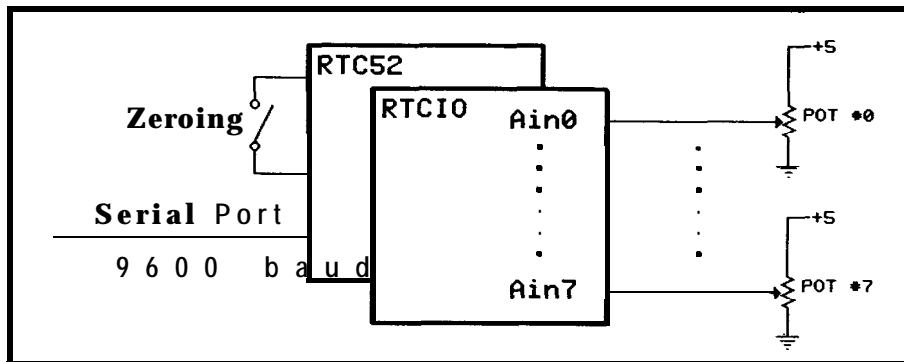 RTC52
+5
Zeroing
RTCIO
Ain0
POT #0
Serial Port
9600 baud
+5
Ain7
POT #7